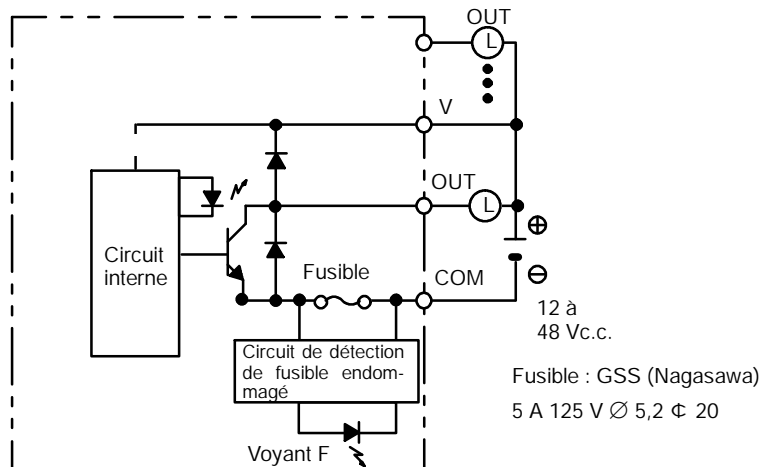 OUT
L
V
OUT
L
⊕
Circuit
interne
Fusible
COM
⊖
12 à
48 Vc.c.
Circuit de détection
de fusible endom-
magé
Fusible : GSS (Nagasawa)
5 A 125 V ∅ 5,2 ₵ 20
Voyant F